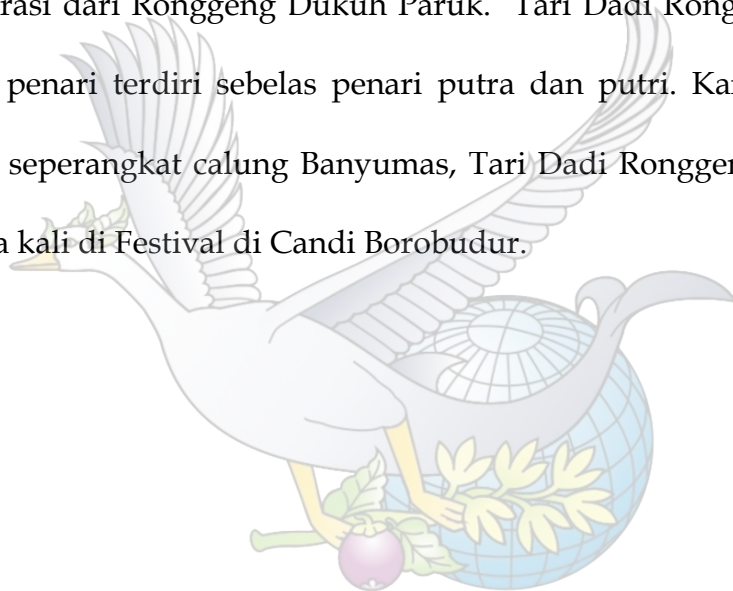 rasi dari Ronggeng Dukuh Paruk. Tari Dadi Rong
penari terdiri sebelas penari putra dan putri. Kar
seperangkat calung Banyumas, Tari Dadi Ronggen
a kali di Festival di Candi Borobudur.